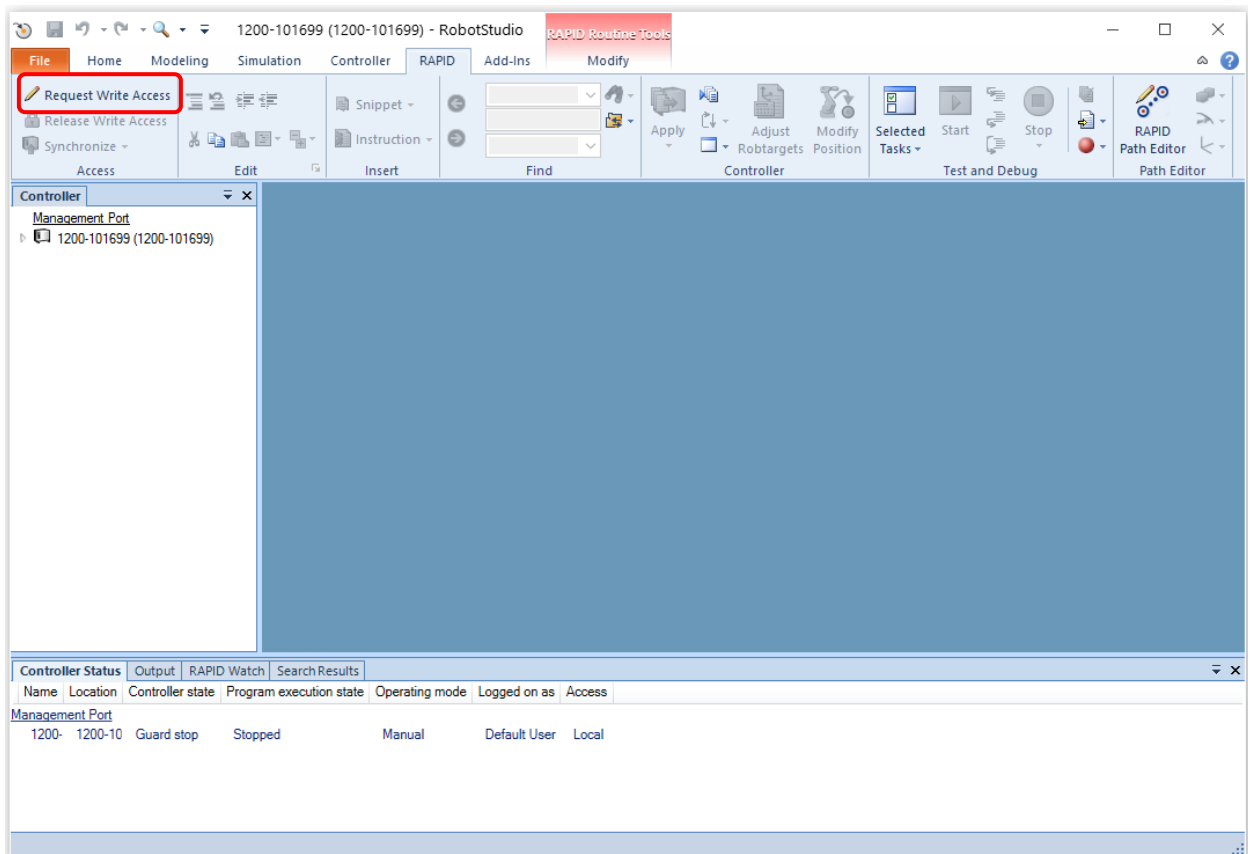 1200-101699 (1200-101699) - RobotStudio
RAPID Routine Tools
File Home Modeling Simulation Controller RAPID Add-Ins Modify
Request Write Access
Release Write Access
Synchronize
Access
Edit
Snippet
Instruction
Insert
Find
Apply
Adjust Robtargets
Modify Position
Controller
Selected Tasks
Start
Stop
Test and Debug
RAPID Path Editor
Path Editor
Controller
Management Port
1200-101699 (1200-101699)
Controller Status Output RAPID Watch Search Results
Name Location Controller state Program execution state Operating mode Logged on as Access
Management Port
1200- 1200-10 Guard stop Stopped Manual Default User Local